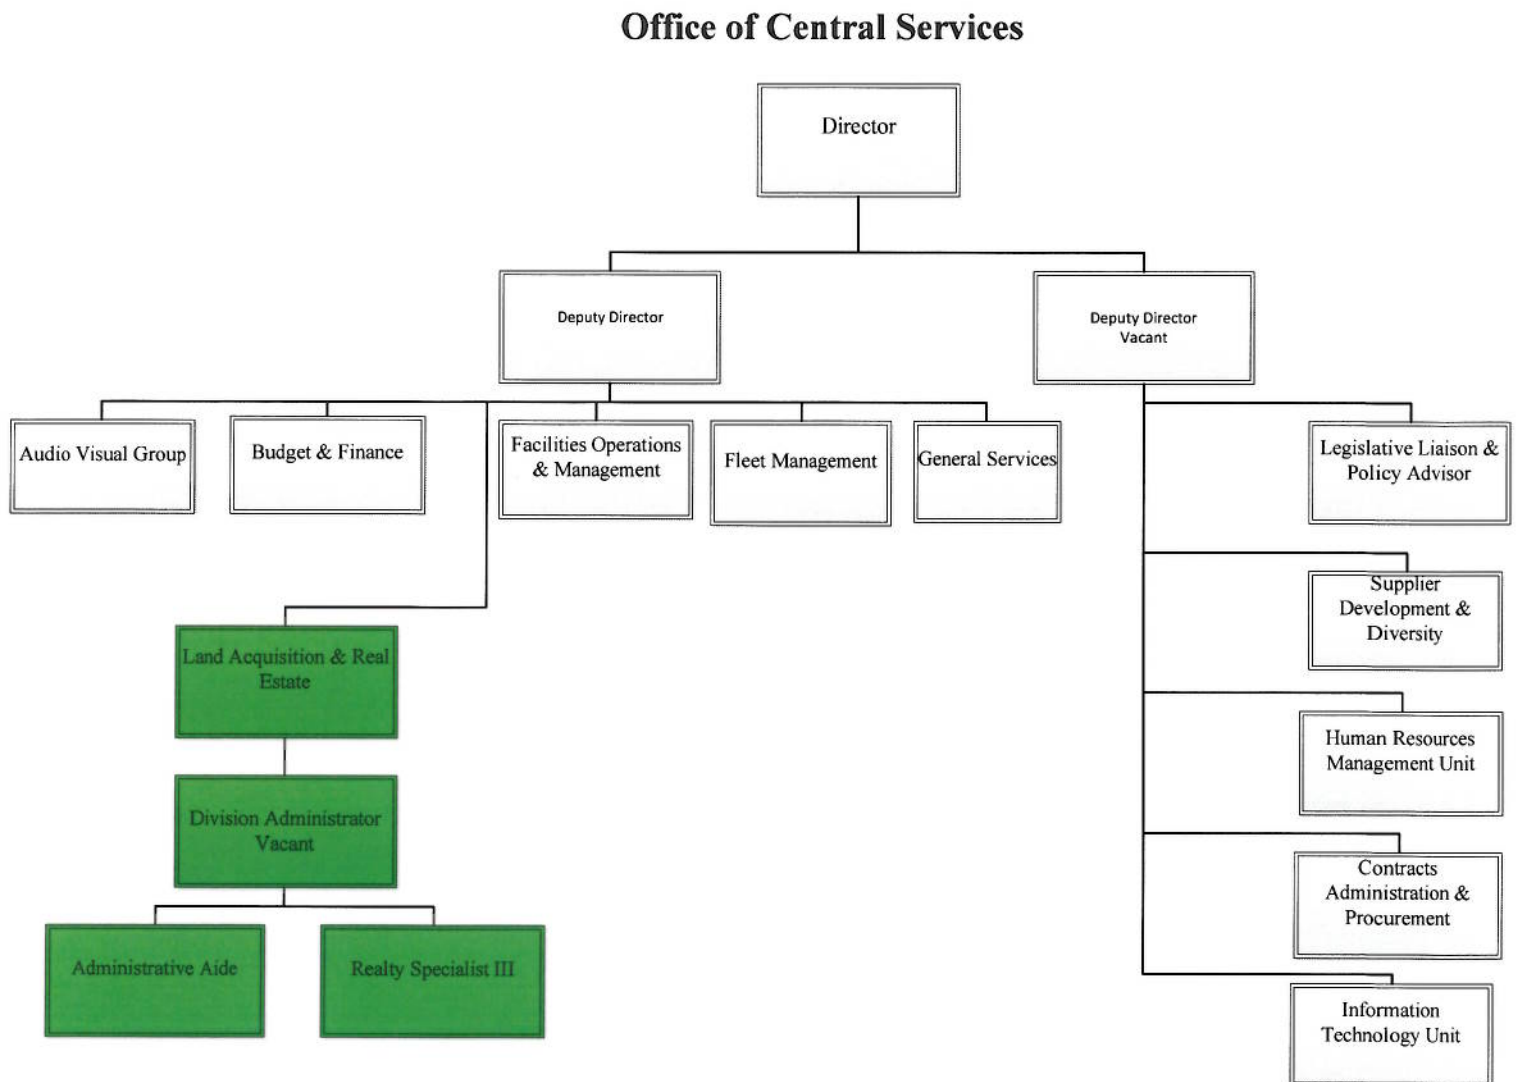 Office of Central Services
Director
Deputy Director
Deputy Director
Vacant
Audio Visual Group
Budget & Finance
Facilities Operations
& Management
Fleet Management
General Services
Legislative Liaison &
Policy Advisor
Supplier
Development &
Diversity
Land Acquisition & Real
Estate
Human Resources
Management Unit
Division Administrator
Vacant
Contracts
Administration &
Procurement
Administrative Aide
Realty Specialist III
Information
Technology Unit